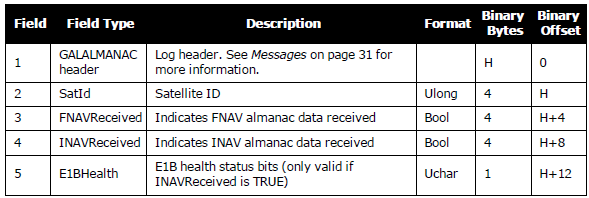 Field Field Type Description Format Binary Bytes Binary Offset
1 GALALMANAC header Log header. See Messages on page 31 for more information. H 0
2 SatId Satellite ID Ulong 4 H
3 FNAVReceived Indicates FNAV almanac data received Bool 4 H+4
4 INAVReceived Indicates INAV almanac data received Bool 4 H+8
5 E1BHealth E1B health status bits (only valid if INAVReceived is TRUE) Uchar 1 H+12